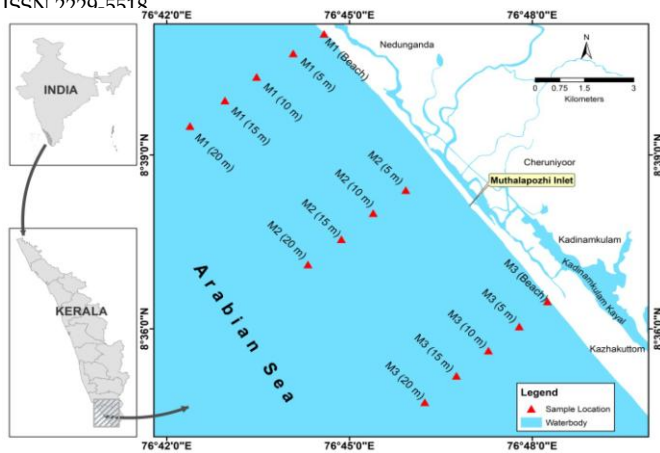 ISSN 2229-5518
76°42'0"E
76°45'0"E
76°48'0"E
INDIA
KERALA
M1 (Beach)
Nedunganda
N
M1 (5 m)
M1 (10 m)
0 0.75 1.5 3
Kilometers
M1 (15 m)
M1 (20 m)
8°39'0"N
8°39'0"N
Cheruniyoor
M2 (5 m)
Muthalapozhi Inlet
M2 (10 m)
M2 (15 m)
M2 (20 m)
Kadinamkulam
Kadinamkulam Kayal
Arabian Sea
M3 (Beach)
M3 (5 m)
8°36'0"N
8°36'0"N
M3 (10 m)
Kazhakuttom
M3 (15 m)
M3 (20 m)
Legend
Sample Location
Waterbody
76°42'0"E
76°45'0"E
76°48'0"E